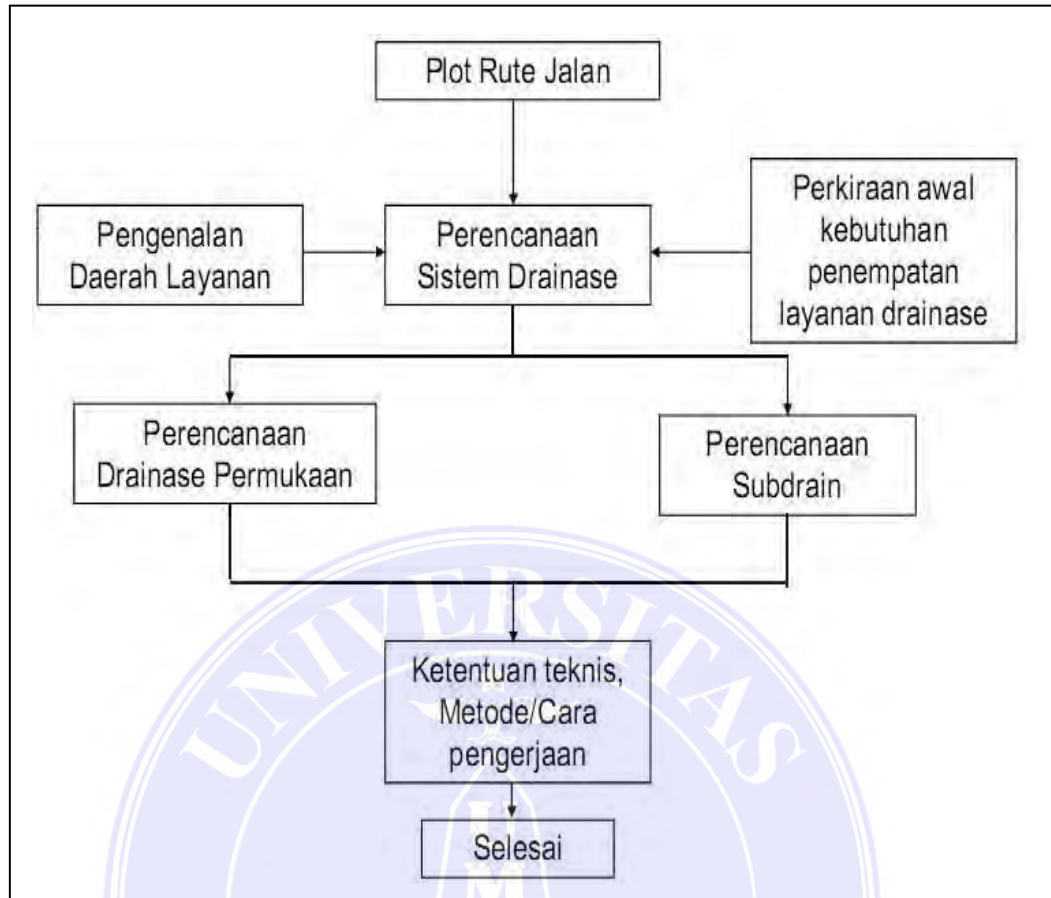 Plot Rute Jalan
Pengenalan
Daerah Layanan
Perencanaan
Sistem Drainase
Perkiraan awal
kebutuhan
penempatan
layanan drainase
Perencanaan
Drainase Permukaan
Perencanaan
Subdrain
Ketentuan teknis,
Metode/Cara
pengerjaan
Selesai
UNIVERSITAS
U
M